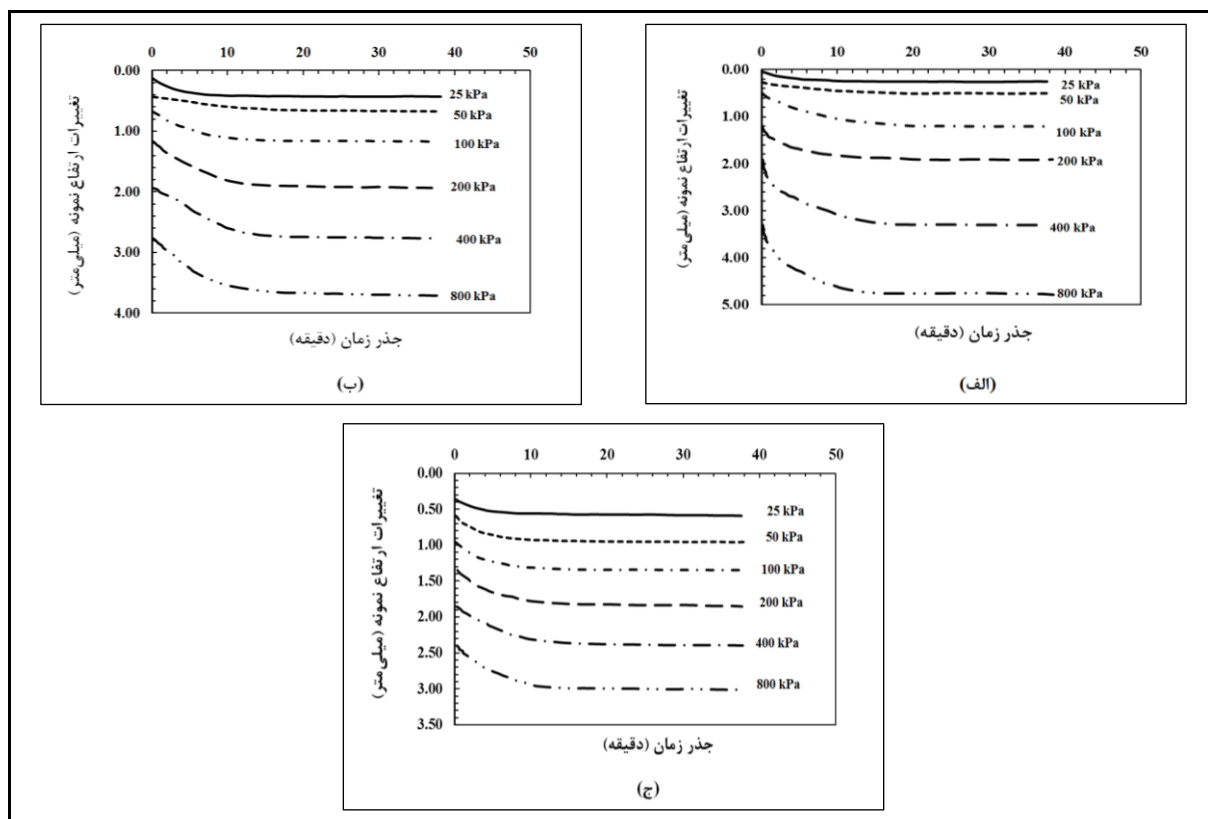 0 10 20 30 40 50
0.00
1.00
2.00
3.00
4.00
5.00
تغییرات ارتفاع نمونه (میلی‌متر)
25 kPa
50 kPa
100 kPa
200 kPa
400 kPa
800 kPa
جذر زمان (دقیقه)
(الف)
0 10 20 30 40 50
0.00
1.00
2.00
3.00
4.00
تغییرات ارتفاع نمونه (میلی‌متر)
25 kPa
50 kPa
100 kPa
200 kPa
400 kPa
800 kPa
جذر زمان (دقیقه)
(ب)
0 10 20 30 40 50
0.00
0.50
1.00
1.50
2.00
2.50
3.00
3.50
تغییرات ارتفاع نمونه (میلی‌متر)
25 kPa
50 kPa
100 kPa
200 kPa
400 kPa
800 kPa
جذر زمان (دقیقه)
(ج)